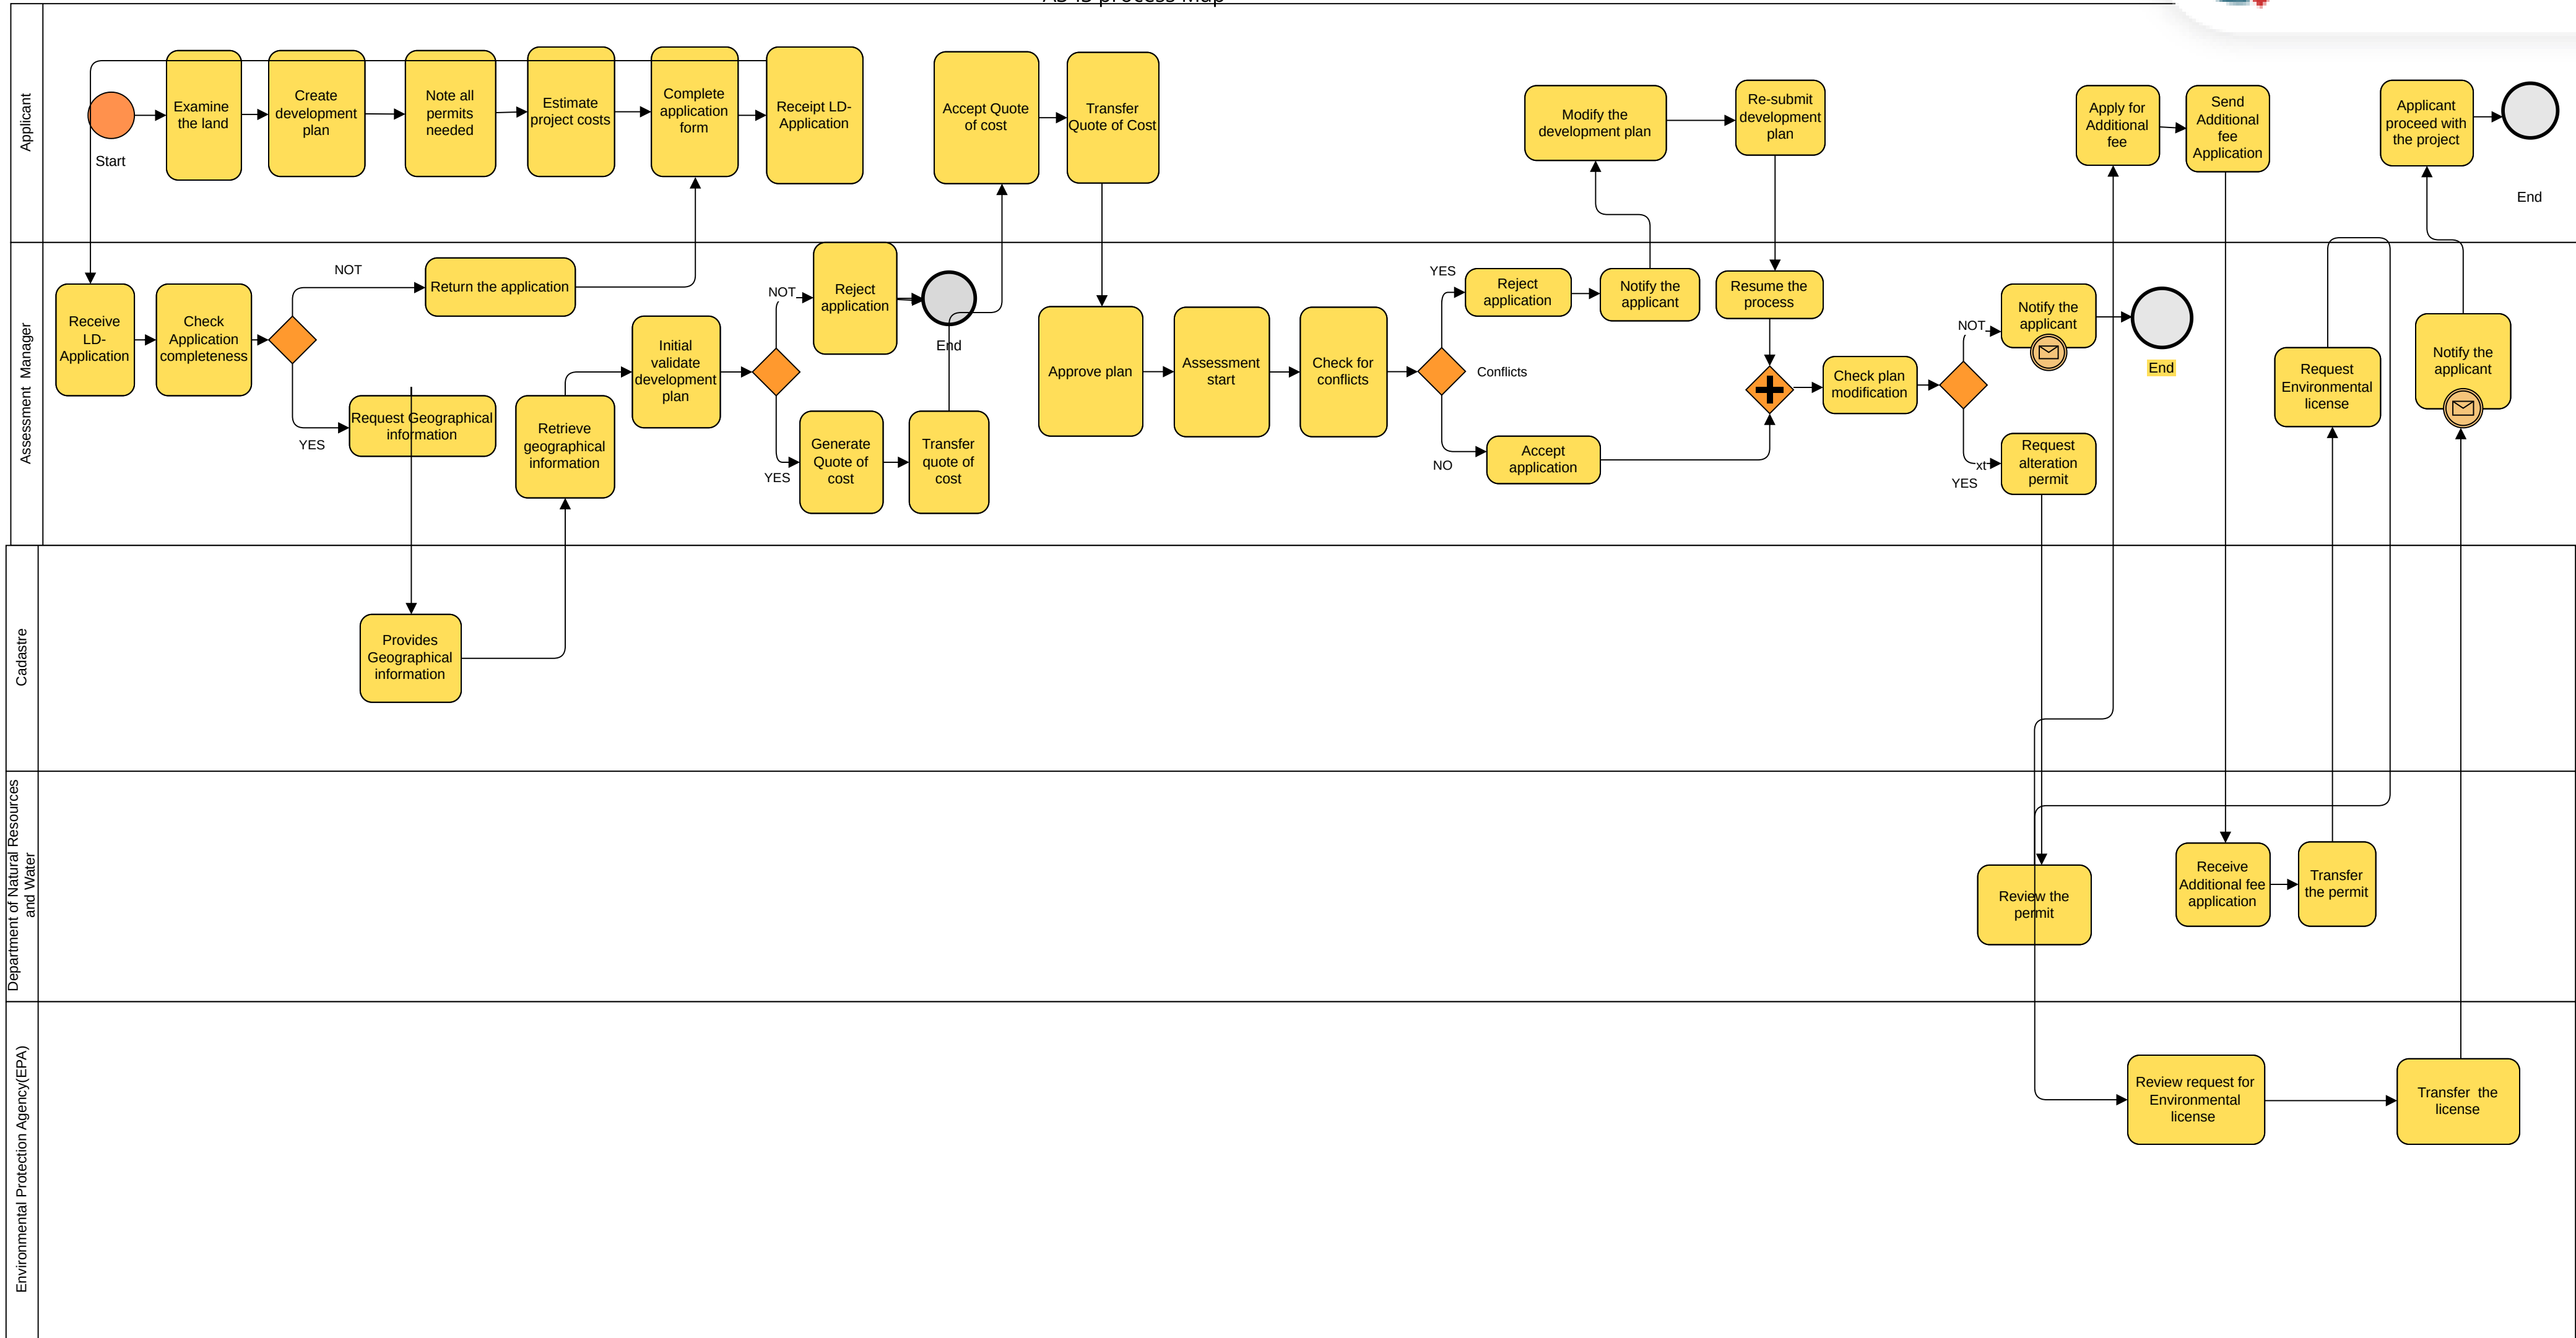 AS-IS process Map
Applicant
Start
Examine
the land
Create
development
plan
Note all
permits
needed
Estimate
project costs
Complete
application
form
Receipt LD-
Application
Accept Quote
of cost
Transfer
Quote of Cost
Modify the
development plan
Re-submit
development
plan
Apply for
Additional
fee
Send
Additional
fee
Application
Applicant
proceed with
the project
End
Assessment Manager
Receive
LD-
Application
Check
Application
completeness
NOT
Return the application
YES
Request Geographical
information
Retrieve
geographical
information
Initial
validate
development
plan
NOT
Reject
application
End
YES
Generate
Quote of
cost
Transfer
quote of
cost
Approve plan
Assessment
start
Check for
conflicts
YES
Conflicts
NO
Reject
application
Notify the
applicant
Accept
application
Resume the
process
Check plan
modification
NOT
Notify the
applicant
End
xt
YES
Request
alteration
permit
Request
Environmental
license
Notify the
applicant
Cadastre
Provides
Geographical
information
Department of Natural Resources
and Water
Review the
permit
Receive
Additional fee
application
Transfer
the permit
Environmental Protection Agency(EPA)
Review request for
Environmental
license
Transfer the
license